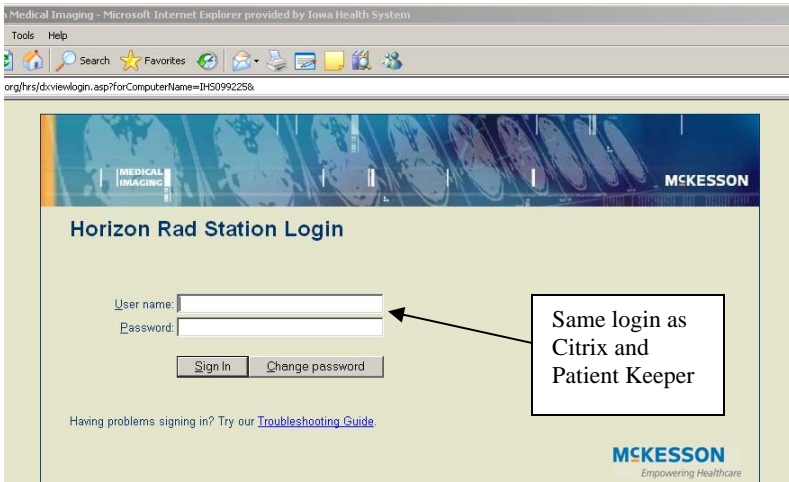 Medical Imaging - Microsoft Internet Explorer provided by Iowa Health System
Tools Help
Search Favorites
org/hrs/dxviewlogin.asp?forComputerName=IHS099225&
MEDICAL
IMAGING
MCKESSON
Horizon Rad Station Login
User name:
Password:
Sign In Change password
Same login as
Citrix and
Patient Keeper
Having problems signing in? Try our Troubleshooting Guide.
MCKESSON
Empowering Healthcare